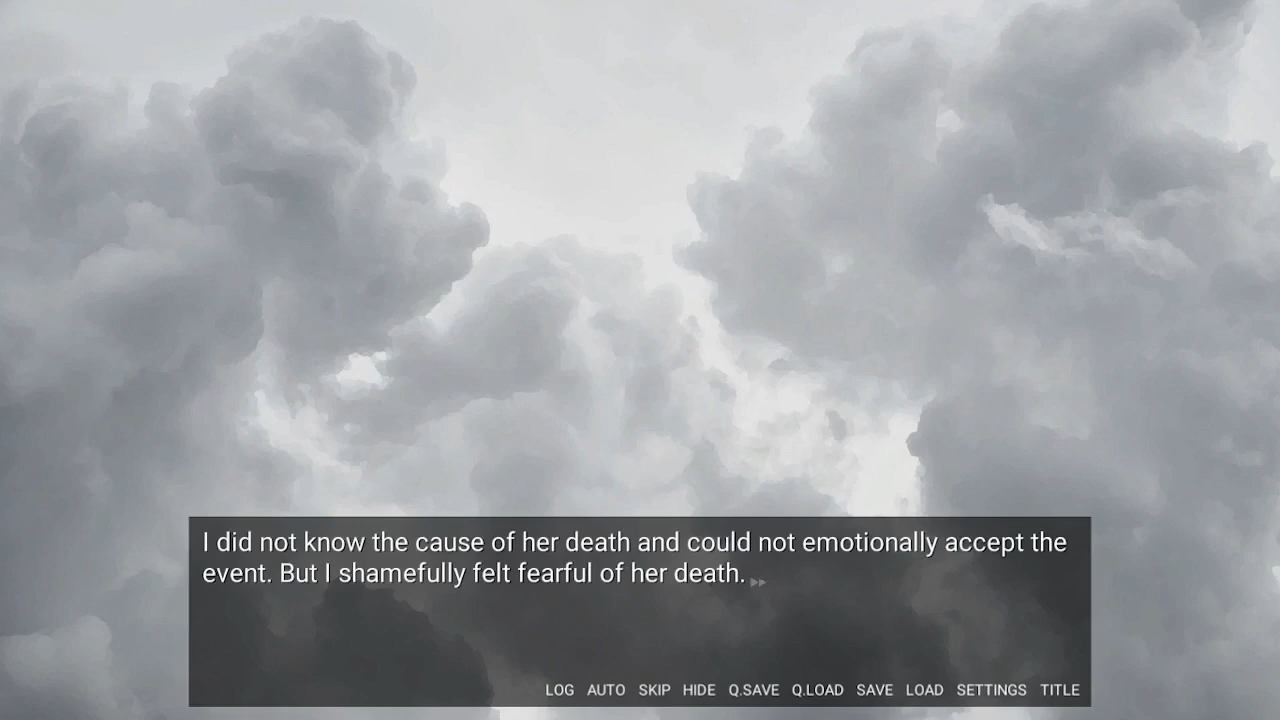 I did not know the cause of her death and could not emotionally accept the
event. But I shamefully felt fearful of her death.
LOG AUTO SKIP HIDE Q.SAVE Q.LOAD SAVE LOAD SETTINGS TITLE